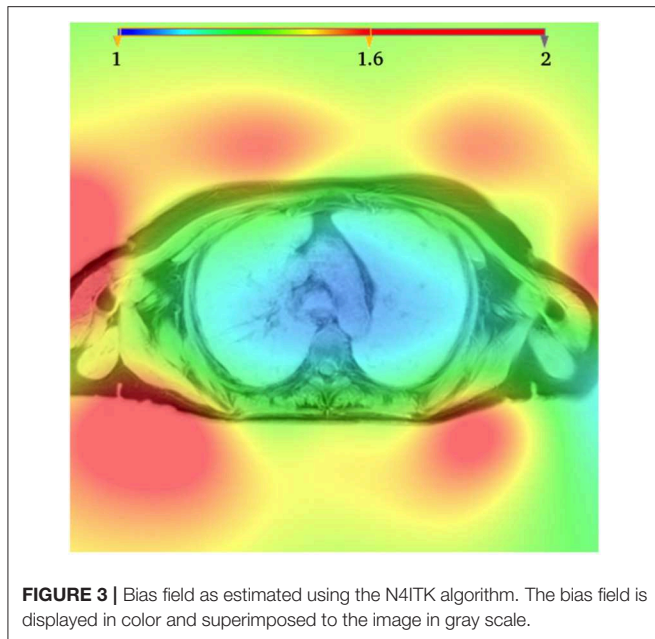 1 1.6 2
FIGURE 3 | Bias field as estimated using the N4ITK algorithm. The bias field is
displayed in color and superimposed to the image in gray scale.